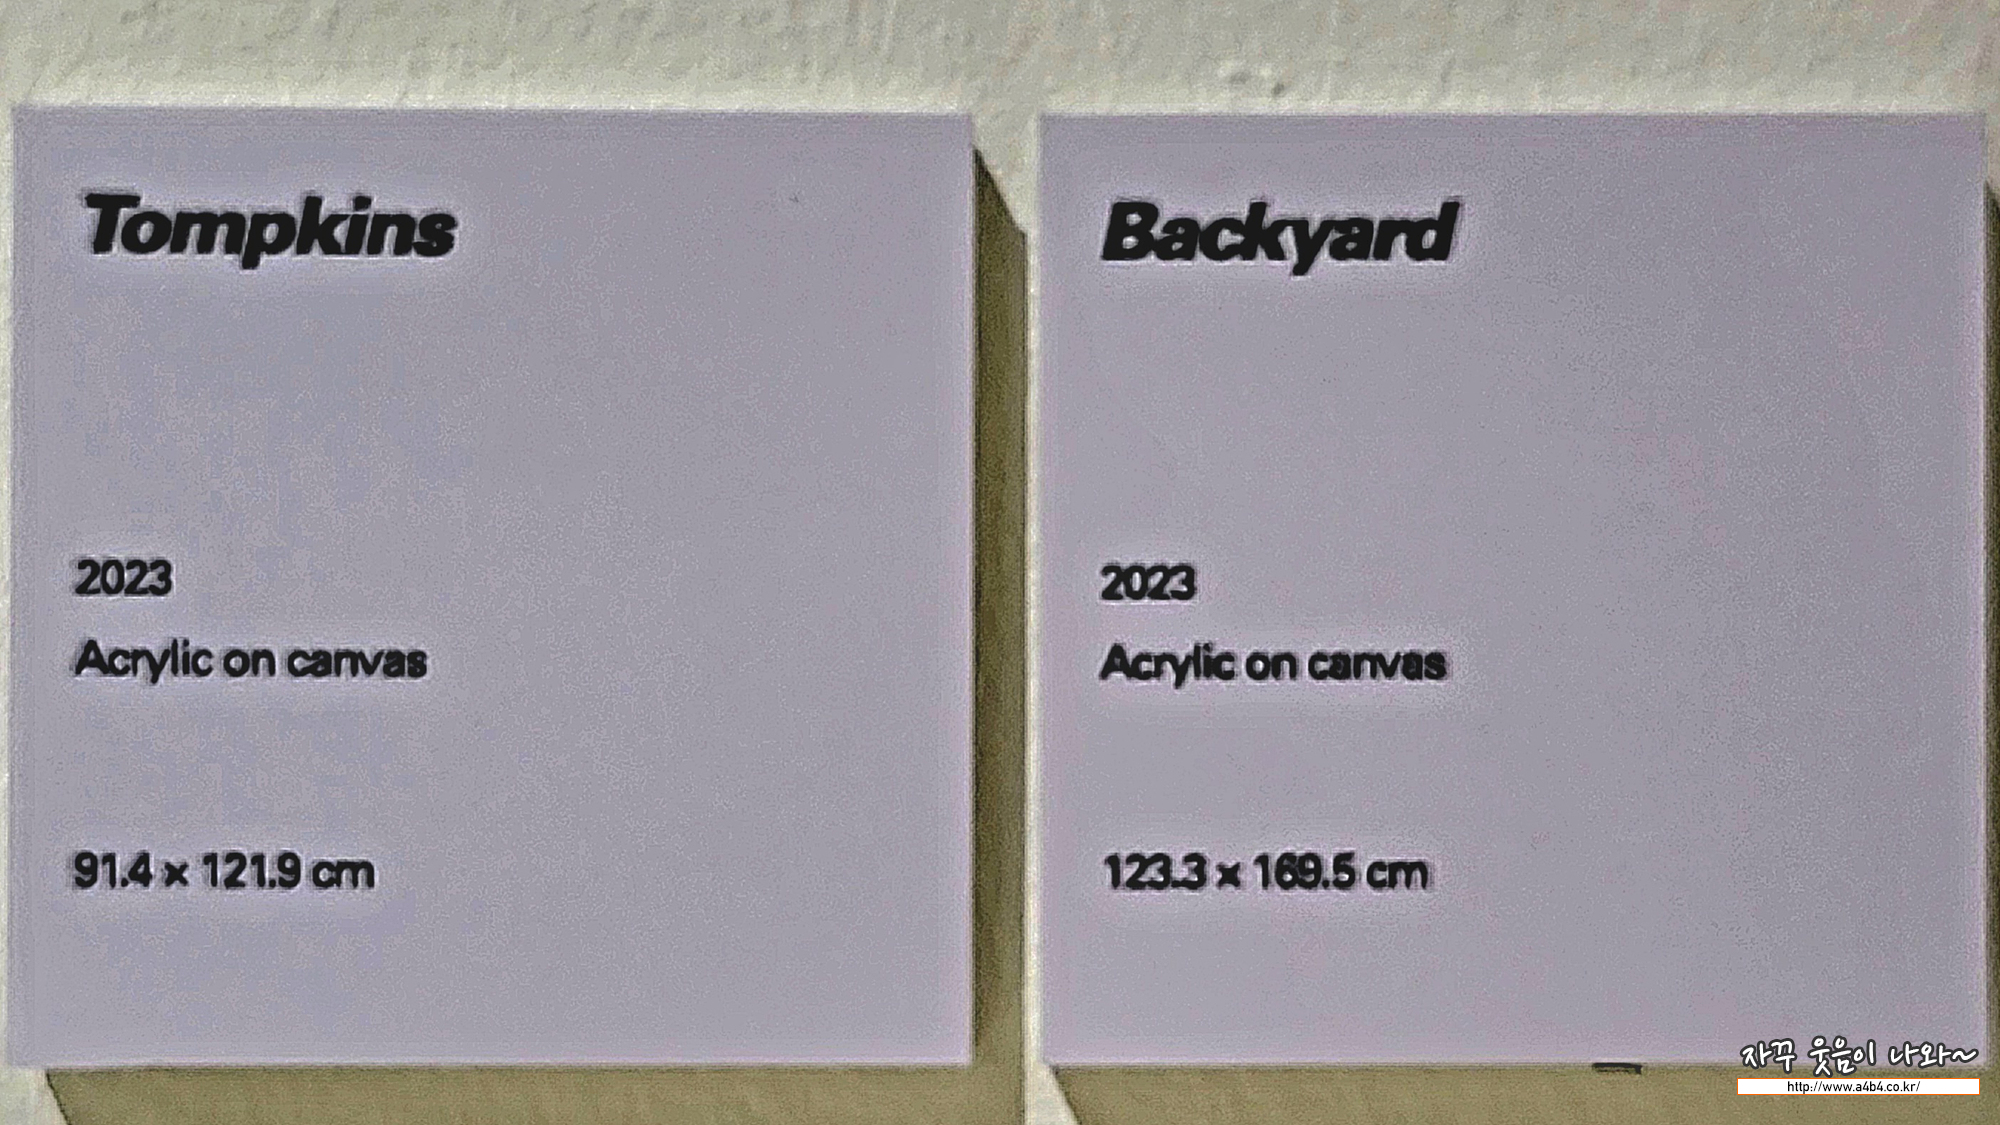 Tompkins
2023
Acrylic on canvas
91.4 × 121.9 cm
Backyard
2023
Acrylic on canvas
123.3 × 169.5 cm
자꾸 웃음이 나와~
http://www.a4b4.co.kr/